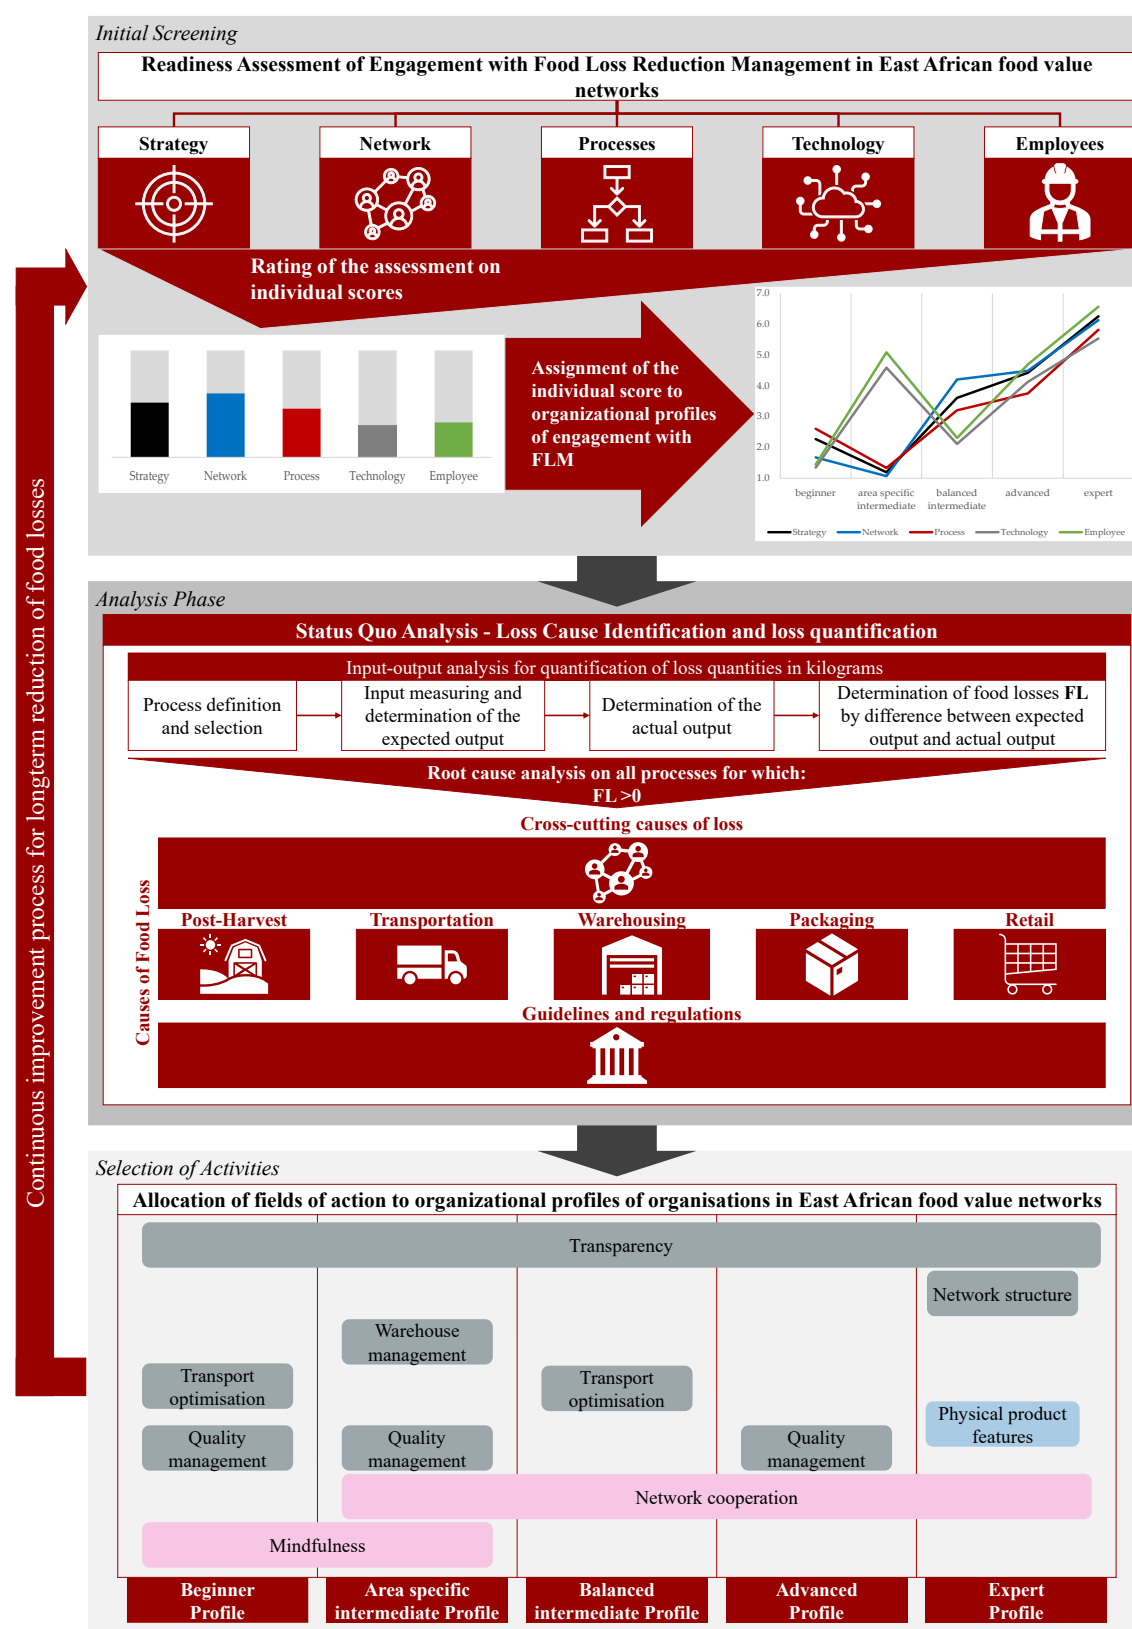 Initial Screening
Readiness Assessment of Engagement with Food Loss Reduction Management in East African food value
networks
Strategy
Network
Processes
Technology
Employees
Rating of the assessment on
individual scores
Strategy
Network
Process
Technology
Employee
Assignment of the
individual score to
organizational profiles
of engagement with
FLM
7.0
6.0
5.0
4.0
3.0
2.0
1.0
beginner
area specific
intermediate
balanced
intermediate
advanced
expert
Strategy
Network
Process
Technology
Employee
Continuous improvement process for longterm reduction of food losses
Analysis Phase
Status Quo Analysis - Loss Cause Identification and loss quantification
Input-output analysis for quantification of loss quantities in kilograms
Process definition
and selection
Input measuring and
determination of the
expected output
Determination of the
actual output
Determination of food losses FL
by difference between expected
output and actual output
Root cause analysis on all processes for which:
FL >0
Causes of Food Loss
Cross-cutting causes of loss
Post-Harvest
Transportation
Warehousing
Packaging
Retail
Guidelines and regulations
Selection of Activities
Allocation of fields of action to organizational profiles of organisations in East African food value networks
Transparency
Network structure
Warehouse
management
Transport
optimisation
Transport
optimisation
Physical product
features
Quality
management
Quality
management
Quality
management
Network cooperation
Mindfulness
Beginner
Profile
Area specific
intermediate Profile
Balanced
intermediate Profile
Advanced
Profile
Expert
Profile